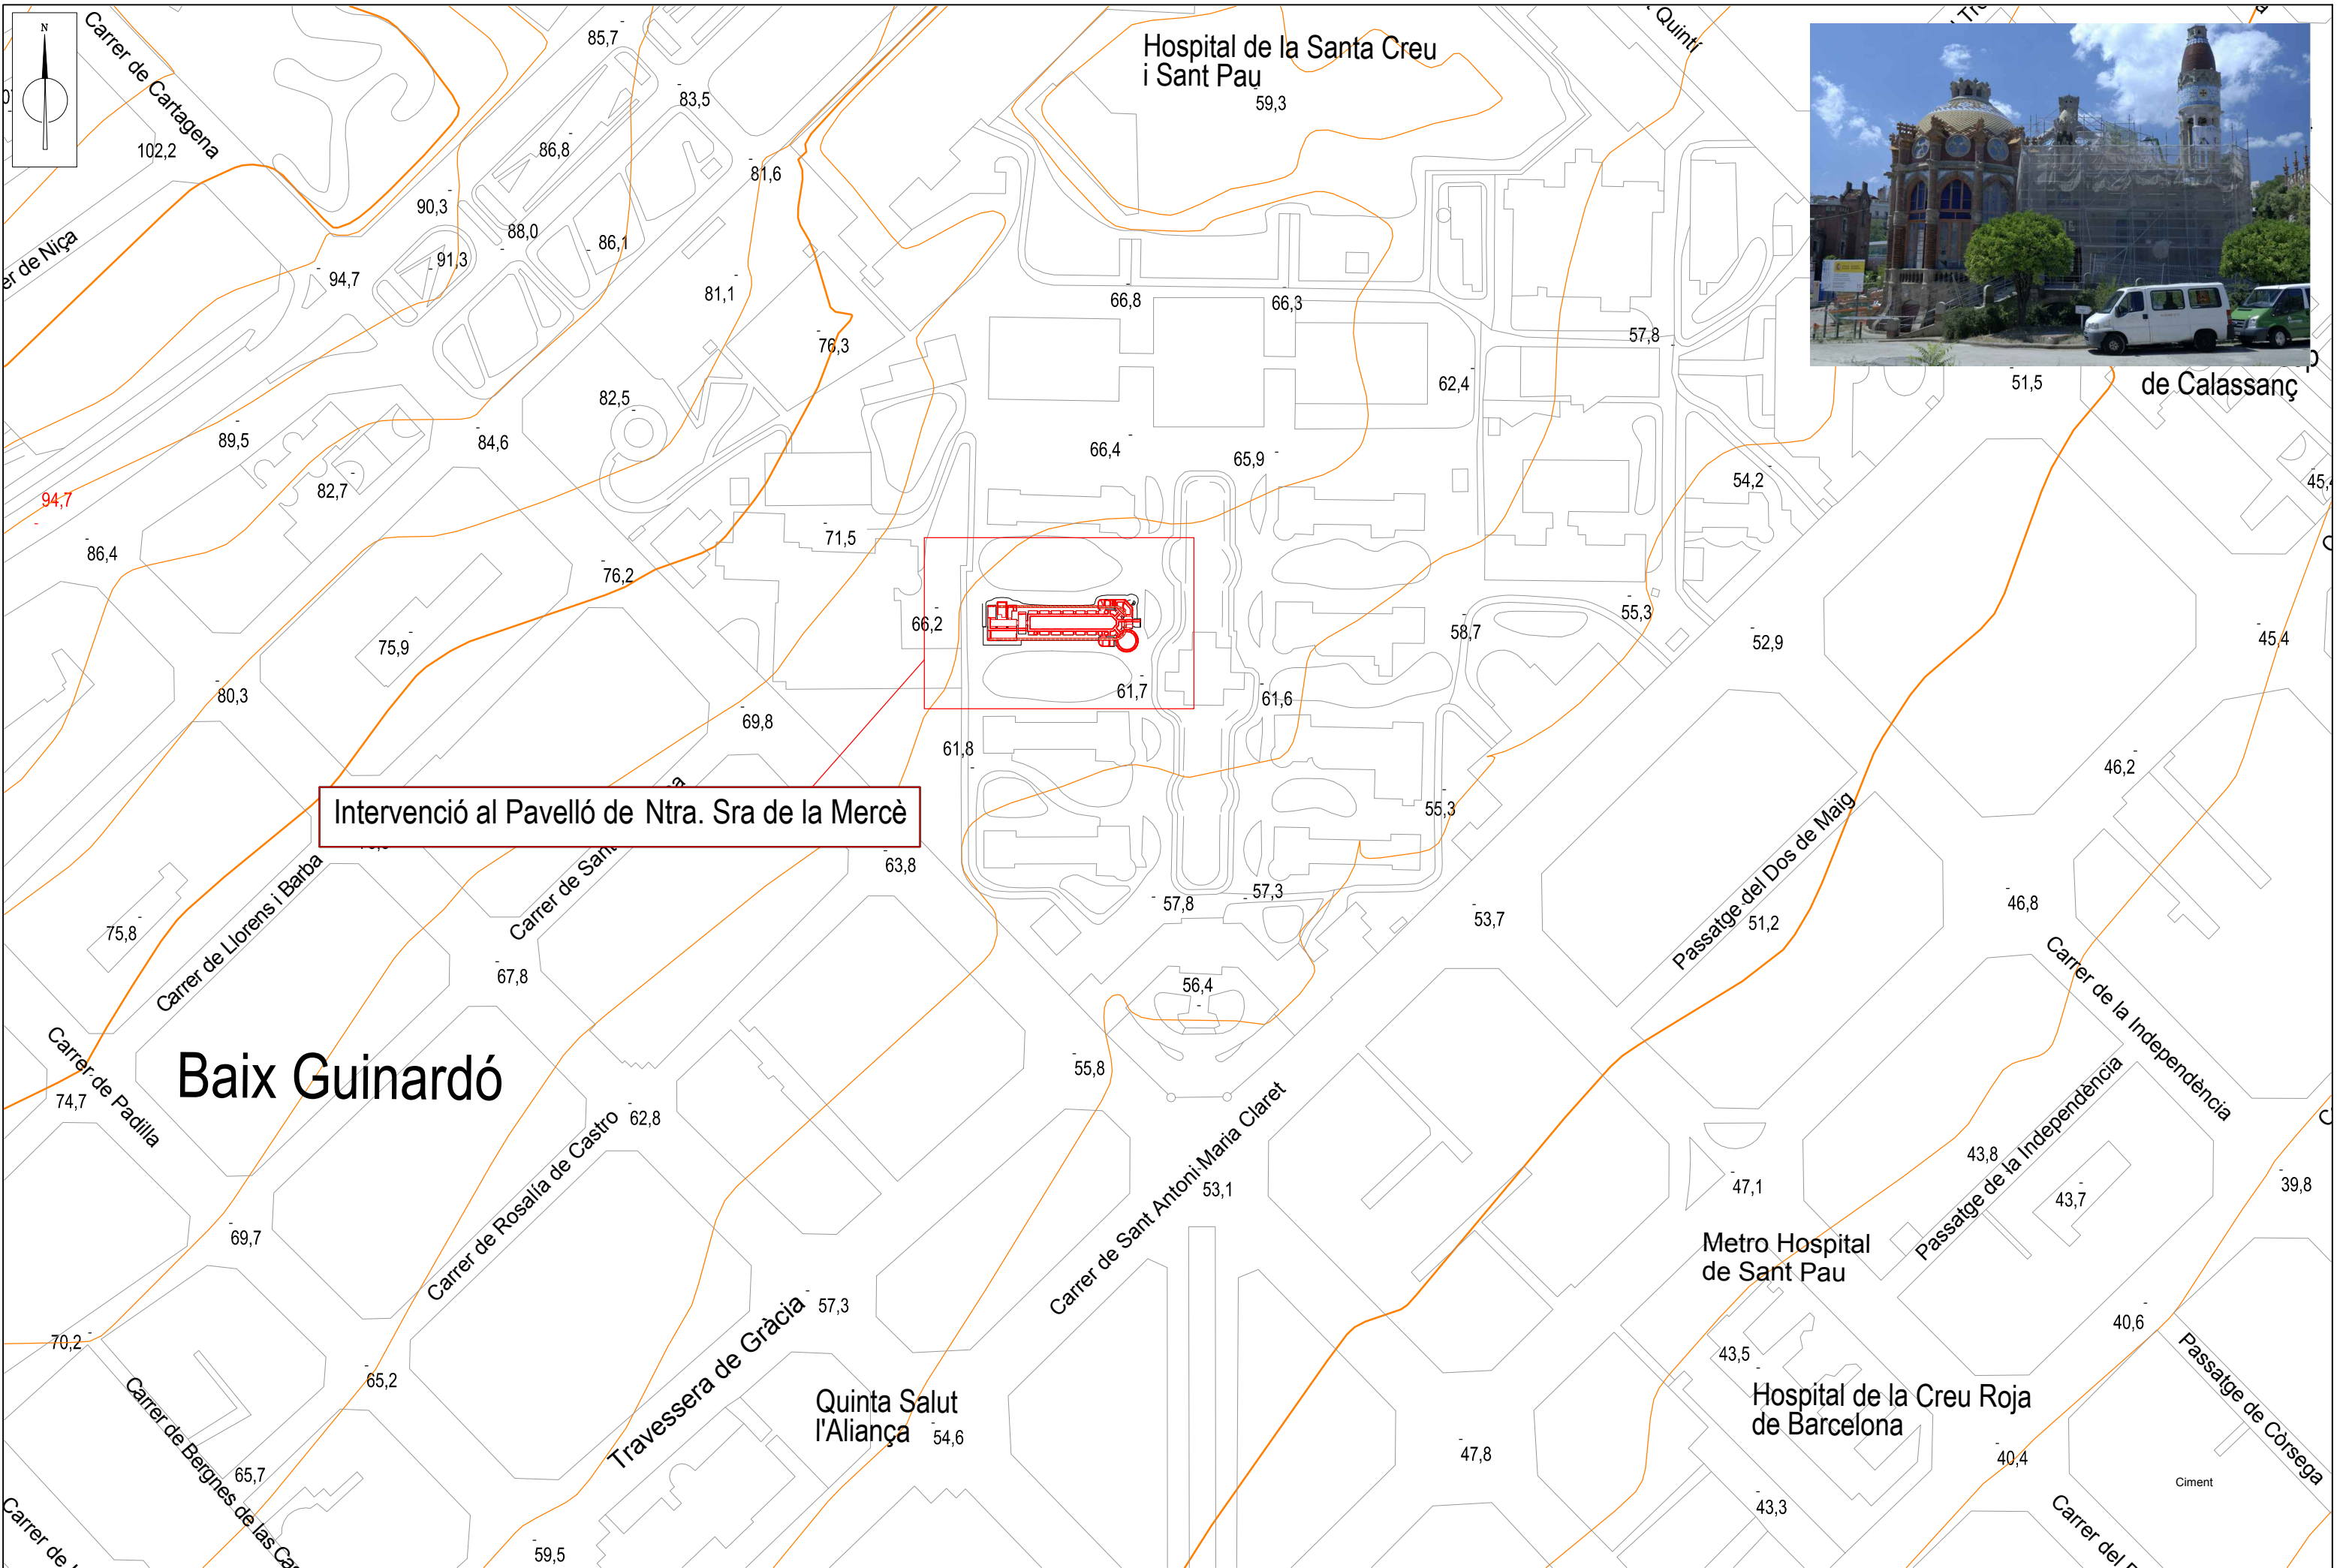 N
Carrer de Cartagena
85,7
Hospital de la Santa Creu
i Sant Pau
59,3
Quintí
83,5
86,8
102,2
81,6
90,3
88,0
86,1
91,3
er de Niça
94,7
81,1
66,8
66,3
76,3
57,8
62,4
82,5
51,5
de Calassanç
89,5
84,6
66,4
65,9
82,7
54,2
94,7
71,5
86,4
76,2
66,2
55,3
58,7
52,9
45,4
75,9
80,3
61,7
61,6
69,8
61,8
46,2
Intervenció al Pavelló de Ntra. Sra de la Mercè
55,3
Passatge del Dos de Maig
63,8
Carrer de Llorens i Barba
Carrer de Sant
57,8
57,3
53,7
51,2
46,8
75,8
67,8
56,4
Carrer de la Independència
Carrer de Padilla
Baix Guinardó
55,8
74,7
62,8
Carrer de Rosalía de Castro
Carrer de Sant Antoni Maria Claret
53,1
Passatge de la Independència
43,8
47,1
43,7
39,8
69,7
Metro Hospital
de Sant Pau
57,3
Travessera de Gràcia
70,2
40,6
43,5
65,2
Passatge de Còrsega
Quinta Salut
l'Aliança
54,6
Hospital de la Creu Roja
de Barcelona
Carrer de Bergnes de las
47,8
40,4
65,7
Ciment
43,3
Carrer de
Carrer del
59,5